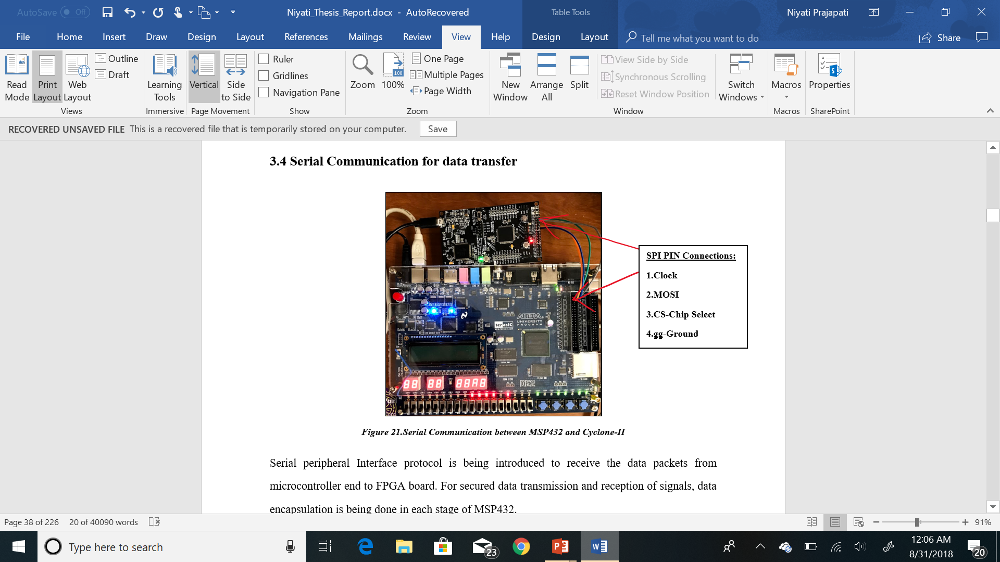 AutoSave Off
Niyati_Thesis_Report.docx - AutoRecovered
Table Tools
Niyati Prajapati
File Home Insert Draw Design Layout References Mailings Review View Help Design Layout Tell me what you want to do Share
Read Mode
Print Layout
Web Layout
Outline
Draft
Views
Learning Tools
Immersive
Vertical
Side to Side
Page Movement
Ruler
Gridlines
Navigation Pane
Show
Zoom
100
100%
One Page
Multiple Pages
Page Width
Zoom
New Window
Arrange All
Split
View Side by Side
Synchronous Scrolling
Reset Window Position
Switch Windows
Window
Macros
Macros
Properties
SharePoint
RECOVERED UNSAVED FILE This is a recovered file that is temporarily stored on your computer. Save
3.4 Serial Communication for data transfer
SPI PIN Connections:
1.Clock
2.MOSI
3.CS-Chip Select
4.gg-Ground
ALTERA
UNIVERSITY
PROGRAM
terasic
www.terasic.com
DE2
Figure 21.Serial Communication between MSP432 and Cyclone-II
Serial peripheral Interface protocol is being introduced to receive the data packets from
microcontroller end to FPGA board. For secured data transmission and reception of signals, data
encapsulation is being done in each stage of MSP432.
Page 38 of 226 20 of 40090 words
91%
Type here to search
23
12:06 AM
8/31/2018
20